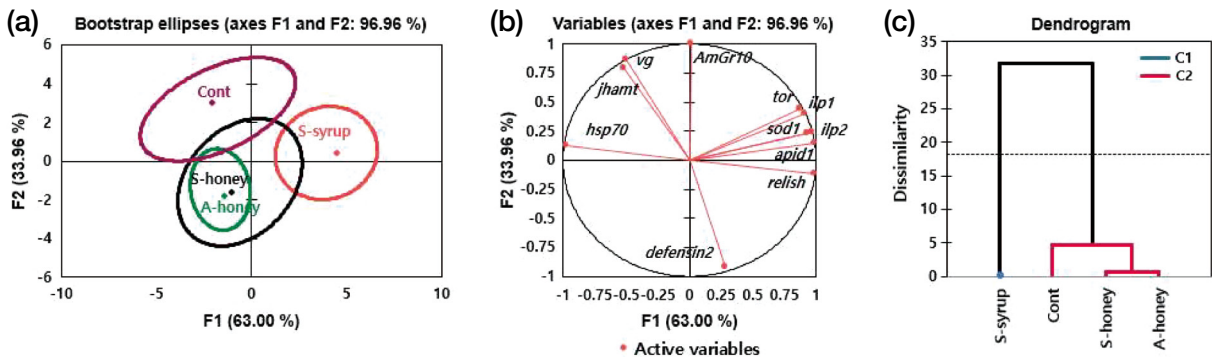 (a)
Bootstrap ellipses (axes F1 and F2: 96.96 %)
6
4
2
0
-2
-4
-6
-10
-5
0
5
10
F2 (33.96 %)
F1 (63.00 %)
Cont
S-syrup
S-honey
A-honey
(b)
Variables (axes F1 and F2: 96.96 %)
1
0.75
0.5
0.25
0
-0.25
-0.5
-0.75
-1
-1
-0.75
-0.5
-0.25
0
0.25
0.5
0.75
1
F2 (33.96 %)
F1 (63.00 %)
vg
AmGr10
jhamt
tor
ilp1
hsp70
sod1
ilp2
apid1
relish
defensin2
Active variables
(c)
Dendrogram
35
30
25
20
15
10
5
0
Dissimilarity
C1
C2
S-syrup
Cont
S-honey
A-honey